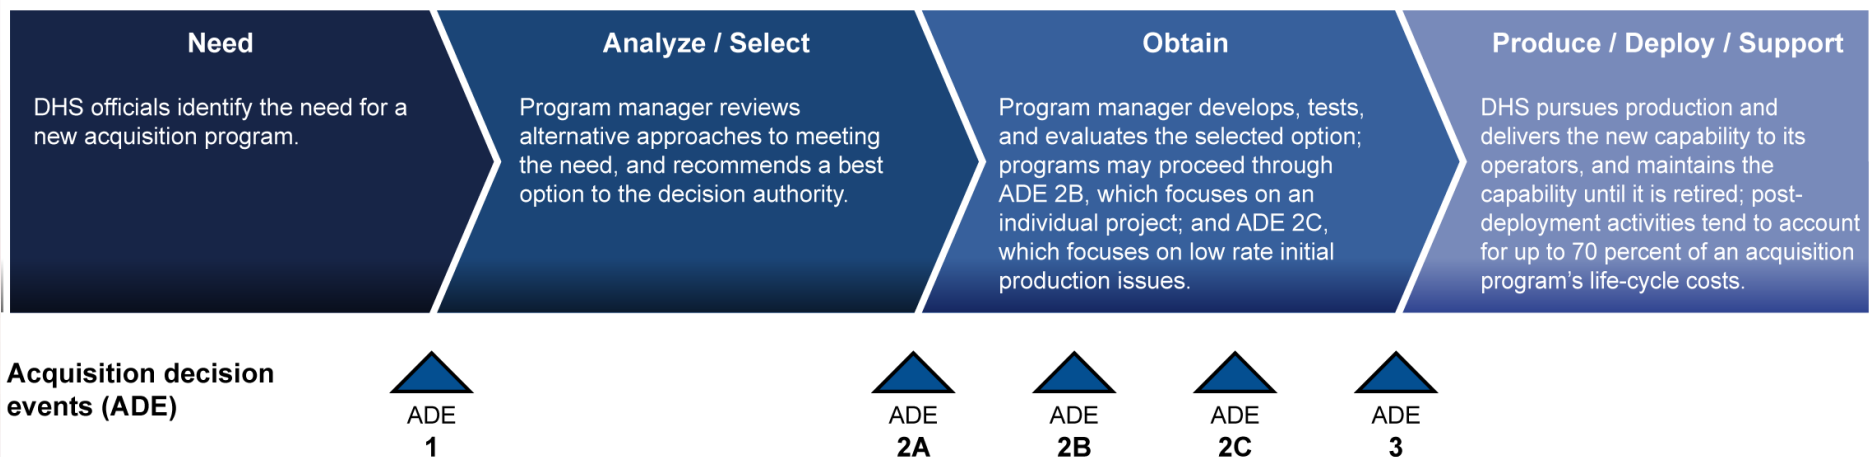 Need
DHS officials identify the need for a
new acquisition program.
Analyze / Select
Program manager reviews
alternative approaches to meeting
the need, and recommends a best
option to the decision authority.
Obtain
Program manager develops, tests,
and evaluates the selected option;
programs may proceed through
ADE 2B, which focuses on an
individual project; and ADE 2C,
which focuses on low rate initial
production issues.
Produce / Deploy / Support
DHS pursues production and
delivers the new capability to its
operators, and maintains the
capability until it is retired; post-
deployment activities tend to account
for up to 70 percent of an acquisition
program’s life-cycle costs.
Acquisition decision
events (ADE)
ADE
1
ADE
2A
ADE
2B
ADE
2C
ADE
3